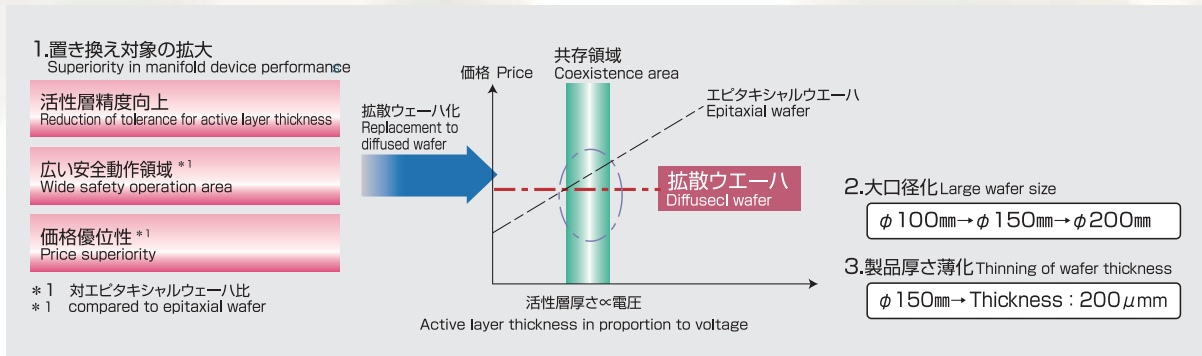 1.置き換え対象の拡大
Superiority in manifold device performance
活性層精度向上
Reduction of tolerance for active layer thickness
広い安全動作領域 *1
Wide safety operation area
価格優位性 *1
Price superiority
*1 対エピタキシャルウェーハ比
*1 compared to epitaxial wafer
拡散ウェーハ化
Replacement to
diffused wafer
価格 Price
共存領域
Coexistence area
エピタキシャルウエーハ
Epitaxial wafer
拡散ウエーハ
Diffusecl wafer
活性層厚さ∝電圧
Active layer thickness in proportion to voltage
2.大口径化 Large wafer size
φ100㎜→φ150㎜→φ200㎜
3.製品厚さ薄化 Thinning of wafer thickness
φ150㎜→Thickness:200μmm